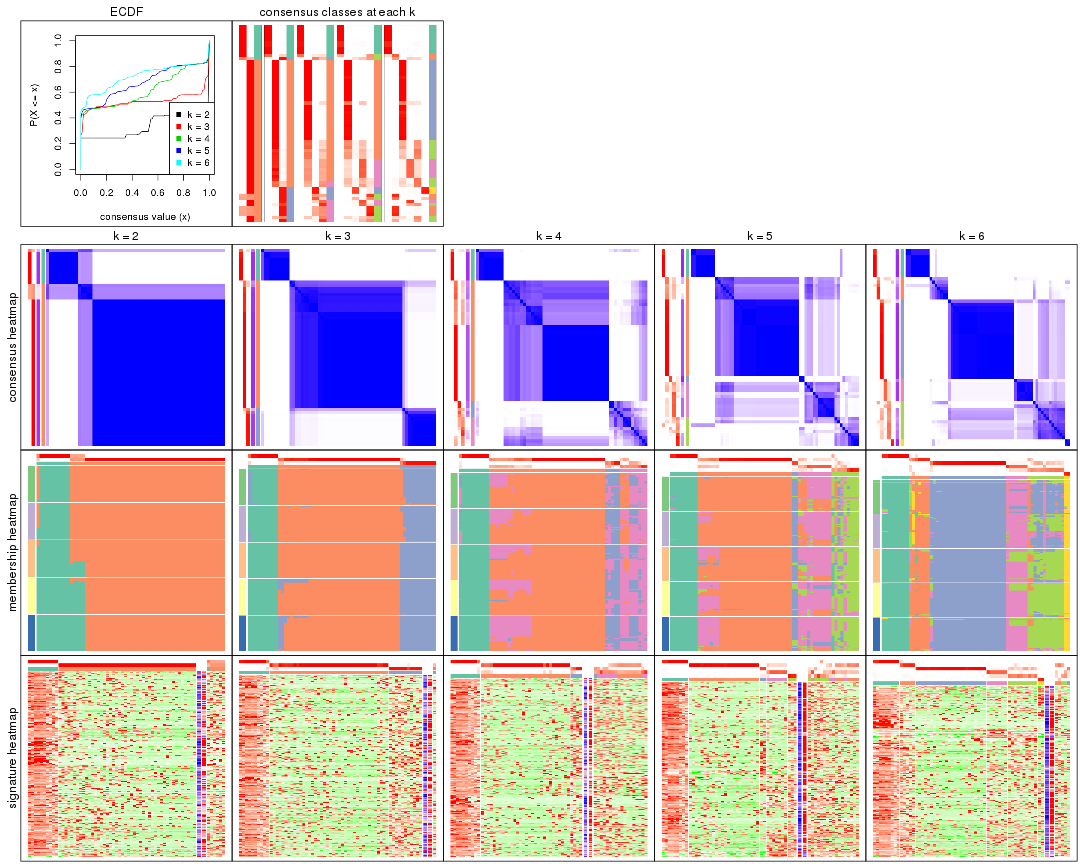 ECDF
consensus classes at each k
P(X <= x)
0.0 0.2 0.4 0.6 0.8 1.0
k = 2
k = 3
k = 4
k = 5
k = 6
0.0 0.2 0.4 0.6 0.8 1.0
consensus value (x)
k = 2 k = 3 k = 4 k = 5 k = 6
consensus heatmap
membership heatmap
signature heatmap